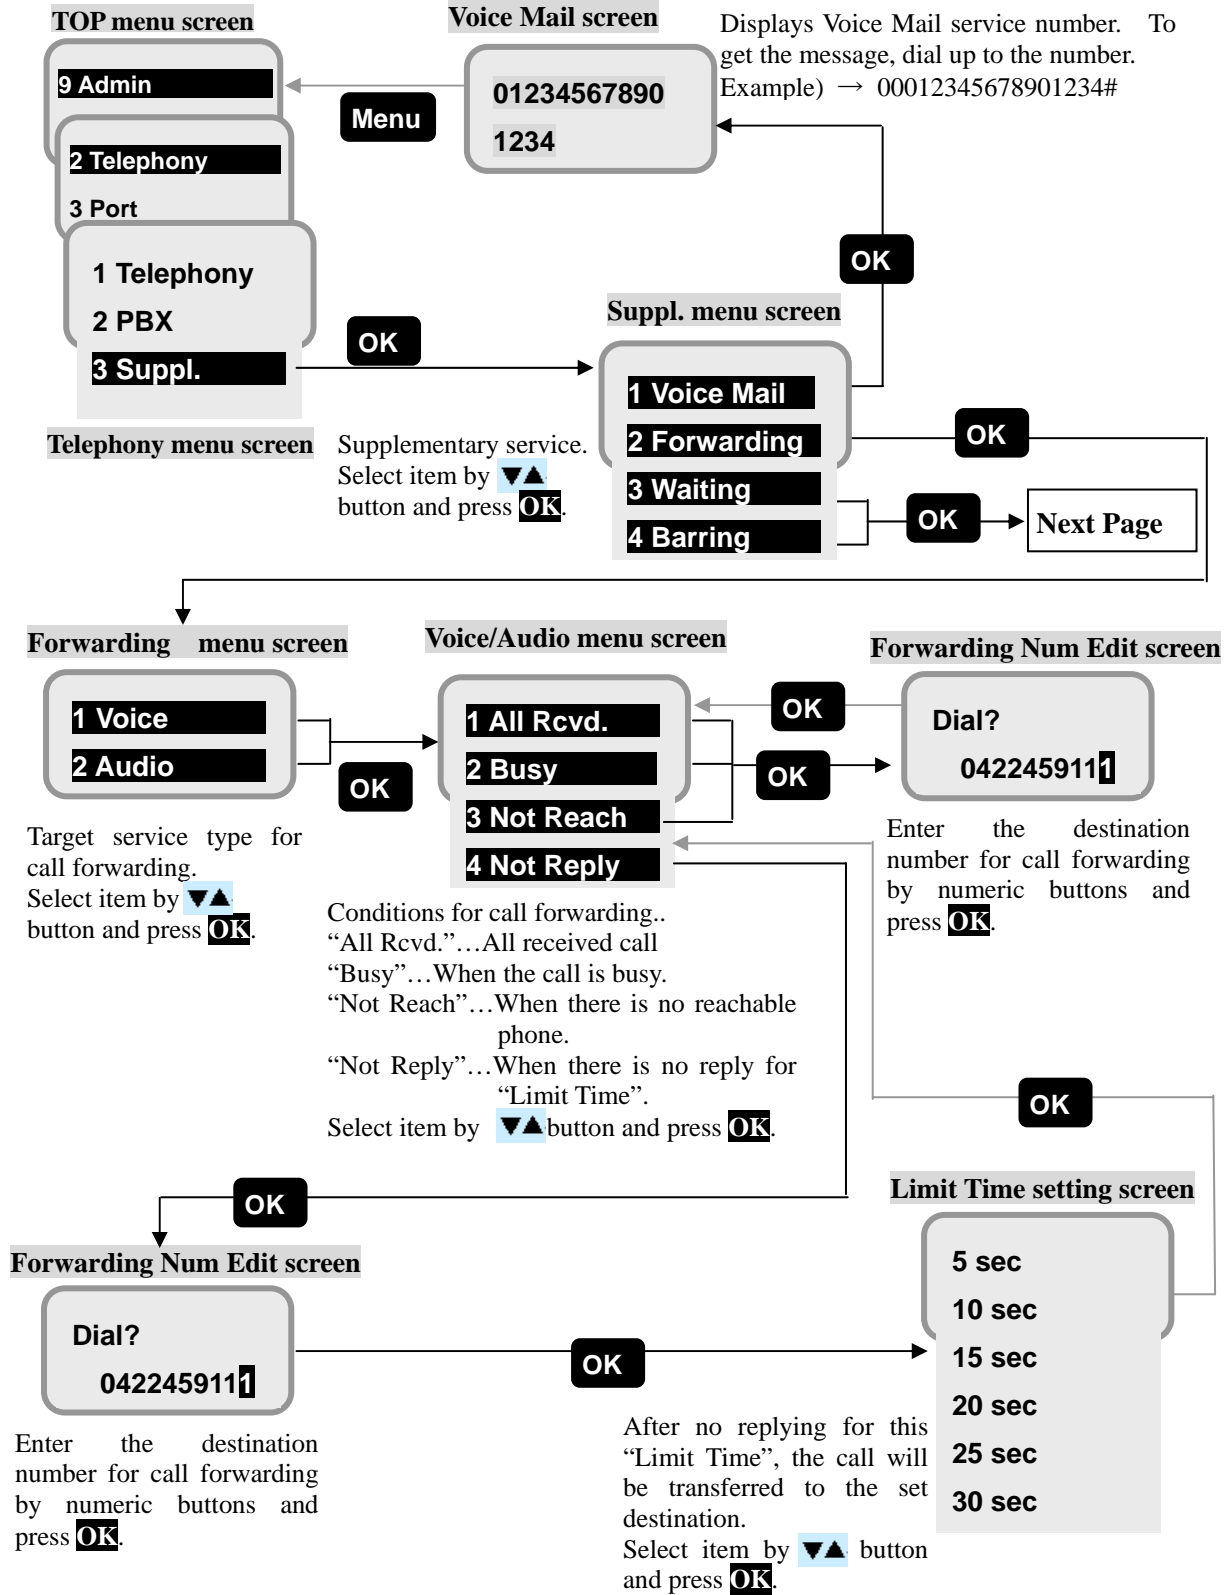 TOP menu screen
9 Admin
2 Telephony
3 Port
1 Telephony
2 PBX
3 Suppl.
Telephony menu screen
Menu
Voice Mail screen
01234567890
1234
Displays Voice Mail service number. To
get the message, dial up to the number.
Example) → 00012345678901234#
OK
OK
Supplementary service.
Select item by ▼▲
button and press OK.
Suppl. menu screen
1 Voice Mail
2 Forwarding
3 Waiting
4 Barring
OK
OK
Next Page
Forwarding menu screen
1 Voice
2 Audio
OK
Target service type for
call forwarding.
Select item by ▼▲
button and press OK.
Voice/Audio menu screen
1 All Rcvd.
2 Busy
3 Not Reach
4 Not Reply
Conditions for call forwarding..
“All Rcvd.”…All received call
“Busy”…When the call is busy.
“Not Reach”…When there is no reachable
phone.
“Not Reply”…When there is no reply for
“Limit Time”.
Select item by ▼▲ button and press OK.
OK
OK
Forwarding Num Edit screen
Dial?
0422459111
Enter the destination
number for call forwarding
by numeric buttons and
press OK.
OK
OK
Forwarding Num Edit screen
Dial?
0422459111
Enter the destination
number for call forwarding
by numeric buttons and
press OK.
OK
Limit Time setting screen
5 sec
10 sec
15 sec
20 sec
25 sec
30 sec
After no replying for this
“Limit Time”, the call will
be transferred to the set
destination.
Select item by ▼▲ button
and press OK.